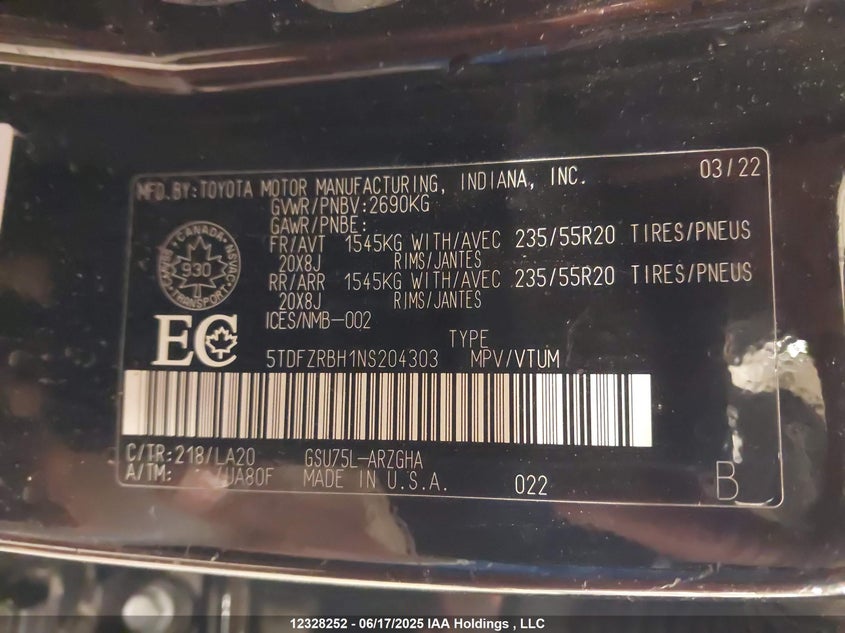 MFD.BY:TOYOTA MOTOR MANUFACTURING, INDIANA, INC. 03/22
GVWR/PNBV:2690KG
GAWR/PNBE:
FR/AVT 1545KG WITH/AVEC 235/55R20 TIRES/PNEUS
20X8J RIMS/JANTES
RR/ARR 1545KG WITH/AVEC 235/55R20 TIRES/PNEUS
20X8J RIMS/JANTES
ICES/NMB-002
CANADA
930
TRANSPORT
EC
TYPE
5TDFZRBH1NS204303 MPV/VTUM
C/TR:218/LA20 GSU75L-ARZGHA
A/TM: /UA80F MADE IN U.S.A. 022 B
12328252 - 06/17/2025 IAA Holdings , LLC